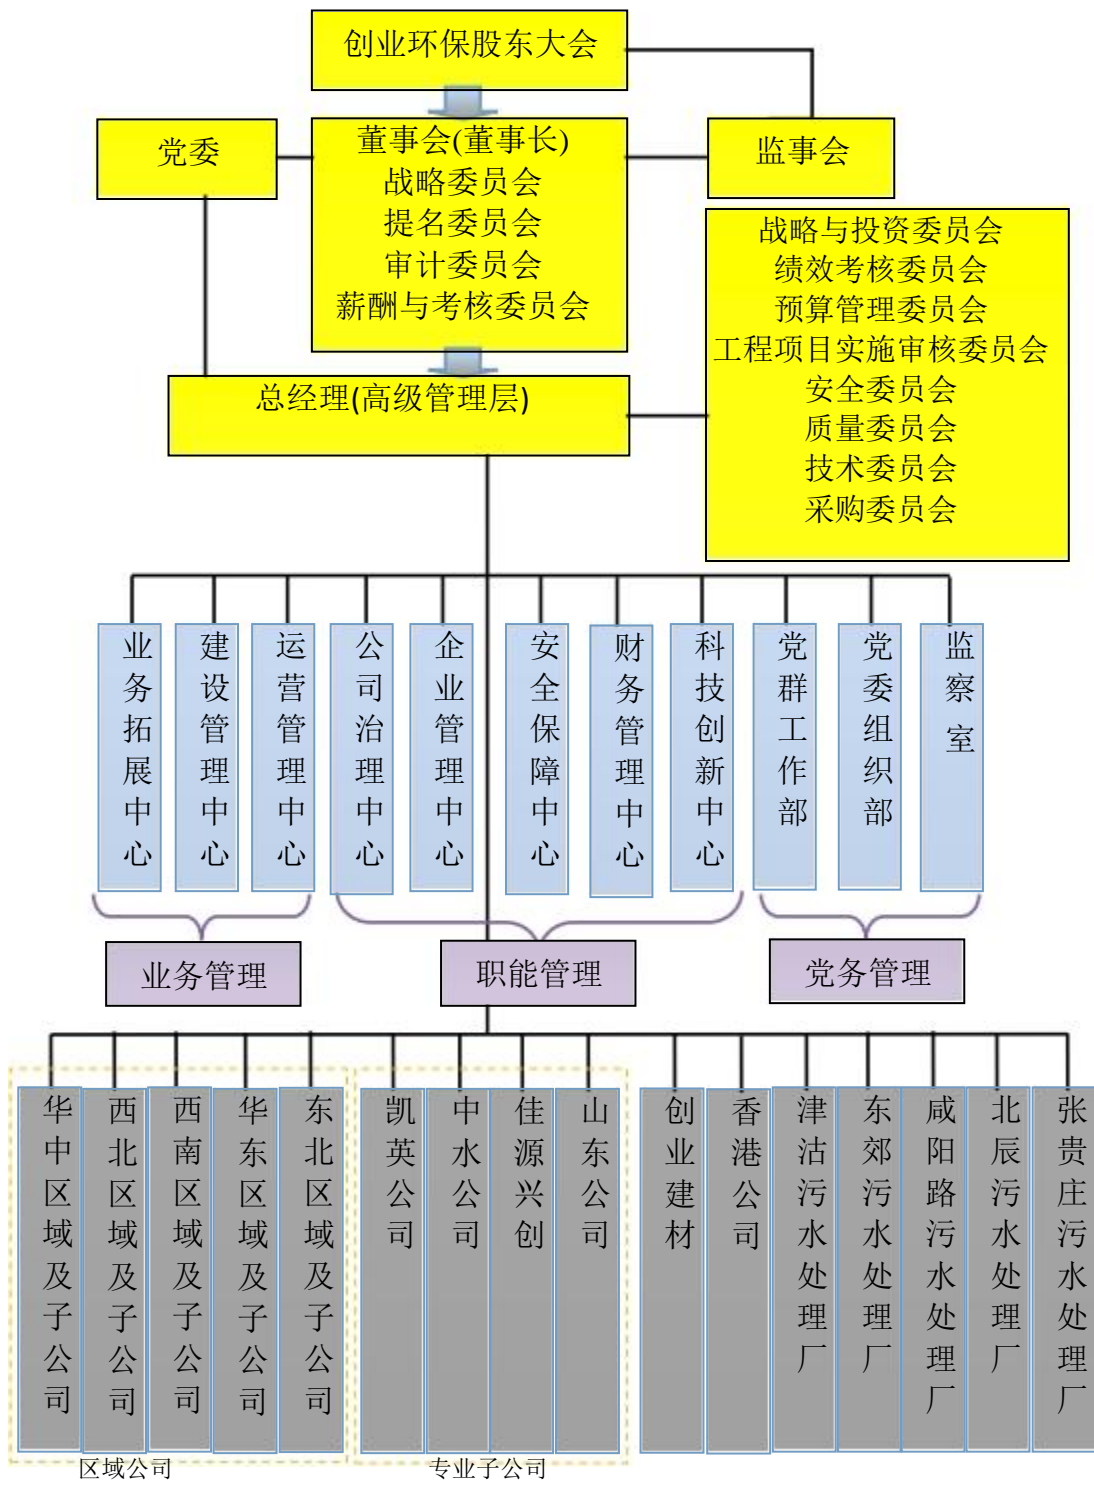 创业环保股东大会
党委
董事会(董事长)
战略委员会
提名委员会
审计委员会
薪酬与考核委员会
监事会
战略与投资委员会
绩效考核委员会
预算管理委员会
工程项目实施审核委员会
安全委员会
质量委员会
技术委员会
采购委员会
总经理(高级管理层)
业务拓展中心
建设管理中心
运营管理中心
公司治理中心
企业管理中心
安全保障中心
财务管理中心
科技创新中心
党群工作部
党委组织部
监察室
业务管理
职能管理
党务管理
华中区域及子公司
西北区域及子公司
西南区域及子公司
华东区域及子公司
东北区域及子公司
凯英公司
中水公司
佳源兴创
山东公司
创业建材
香港公司
津沽污水处理厂
东郊污水处理厂
咸阳路污水处理厂
北辰污水处理厂
张贵庄污水处理厂
区域公司
专业子公司